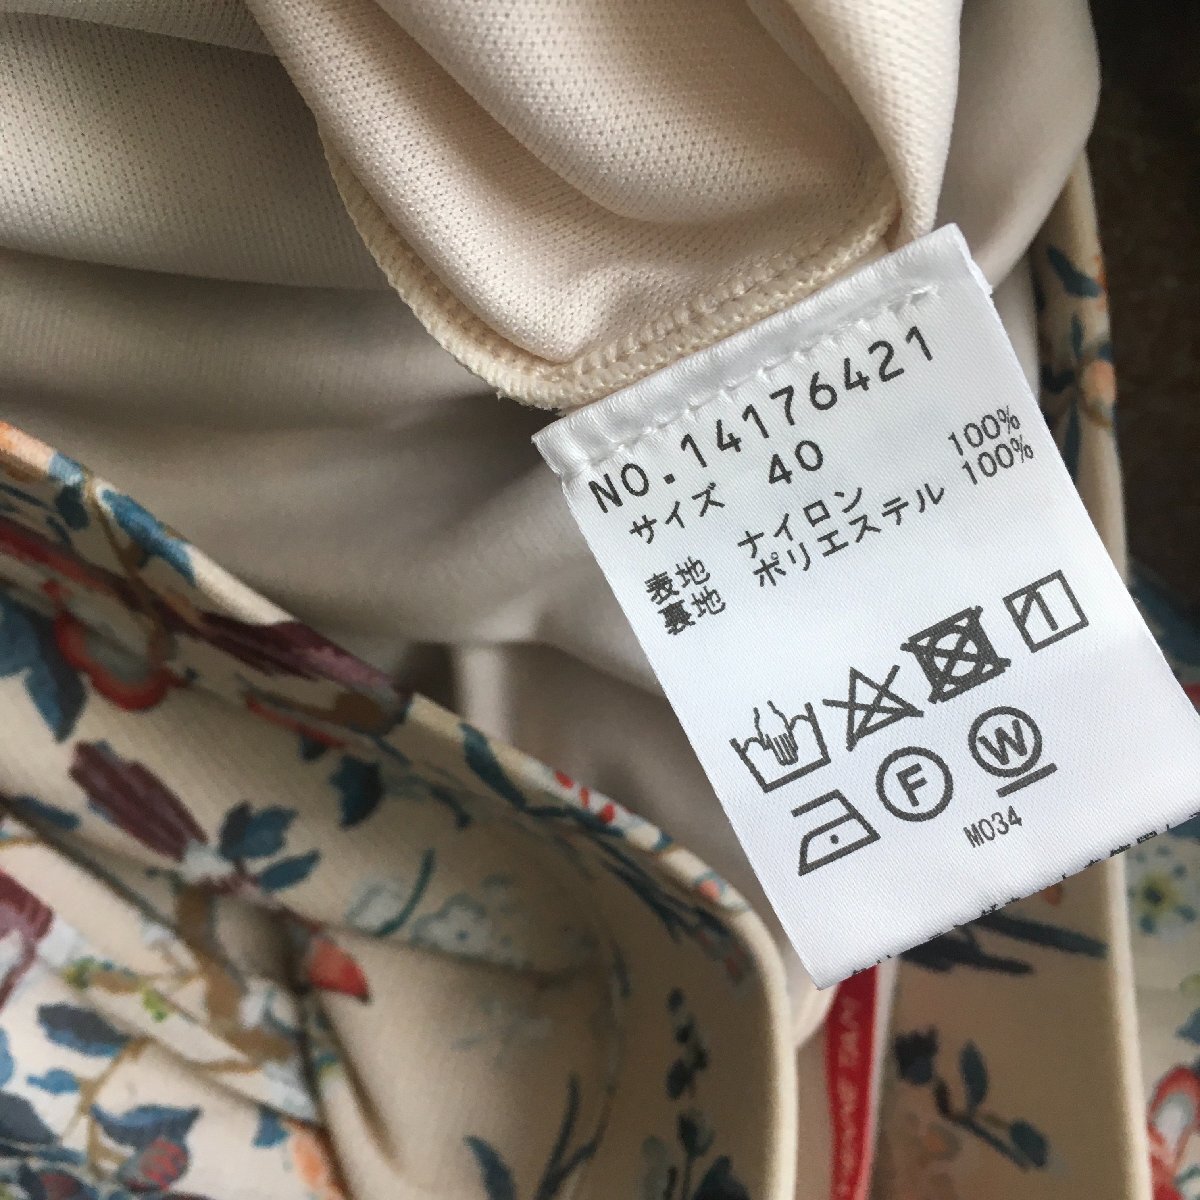 NO.14176421
サイズ 40
表地 ナイロン 100%
裏地 ポリエステル 100%
F W
M034